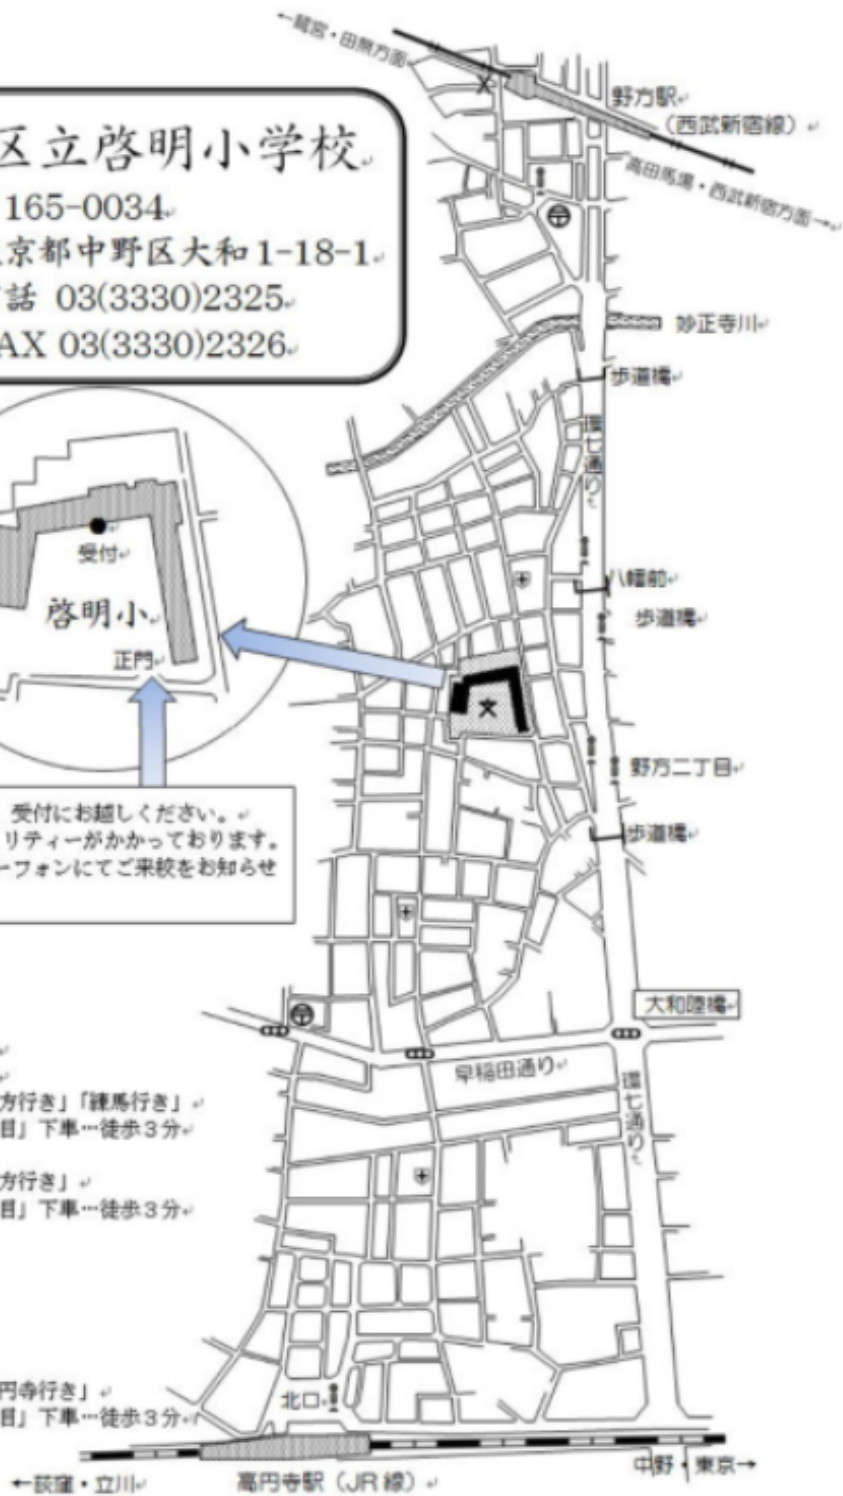 ←鷺宮・田無方面
野方駅
(西武新宿線)
高田馬場・西武新宿方面→
区立啓明小学校
165-0034
京都中野区大和1-18-1
話 03(3330)2325
AX 03(3330)2326
妙正寺川
歩道橋
環七通り
受付
啓明小
正門
八幡前
歩道橋
文
野方二丁目
歩道橋
受付にお越しください。
リティーがかかっております。
ーフォンにてご来校をお知らせ
大和陸橋
早稲田通り
環七通り
方行き」「練馬行き」
目」下車…徒歩3分
方行き」
目」下車…徒歩3分
円寺行き」
目」下車…徒歩3分
北口
←荻窪・立川
高円寺駅(JR線)
中野・東京→